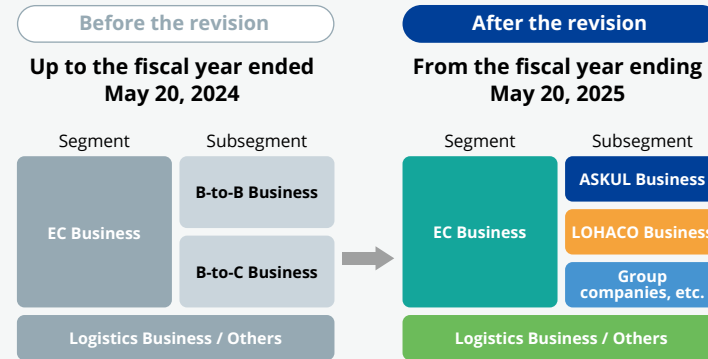 Before the revision
Up to the fiscal year ended
May 20, 2024
Segment
Subsegment
EC Business
B-to-B Business
B-to-C Business
Logistics Business / Others
After the revision
From the fiscal year ending
May 20, 2025
Segment
Subsegment
EC Business
ASKUL Business
LOHACO Business
Group
companies, etc.
Logistics Business / Others